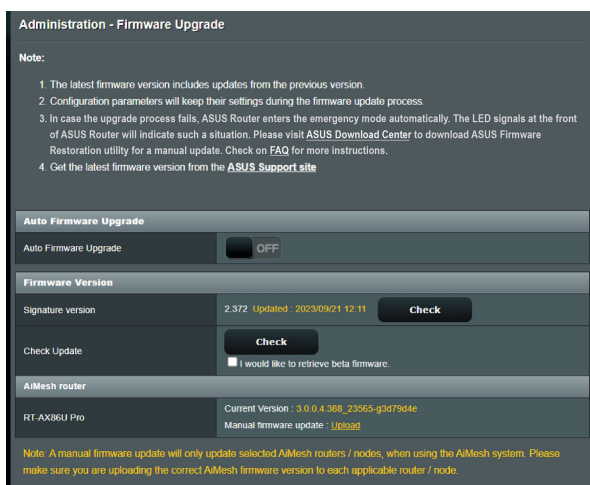 Administration - Firmware Upgrade
Note:
1. The latest firmware version includes updates from the previous version.
2. Configuration parameters will keep their settings during the firmware update process.
3. In case the upgrade process fails, ASUS Router enters the emergency mode automatically. The LED signals at the front
of ASUS Router will indicate such a situation. Please visit ASUS Download Center to download ASUS Firmware
Restoration utility for a manual update. Check on FAQ for more instructions.
4. Get the latest firmware version from the ASUS Support site
Auto Firmware Upgrade
Auto Firmware Upgrade OFF
Firmware Version
Signature version 2.372 Updated : 2023/09/21 12:11 Check
Check Update Check
I would like to retrieve beta firmware.
AiMesh router
RT-AX86U Pro Current Version : 3.0.0.4.388_23565-g3d79d4e
Manual firmware update : Upload
Note: A manual firmware update will only update selected AiMesh routers / nodes, when using the AiMesh system. Please
make sure you are uploading the correct AiMesh firmware version to each applicable router / node.